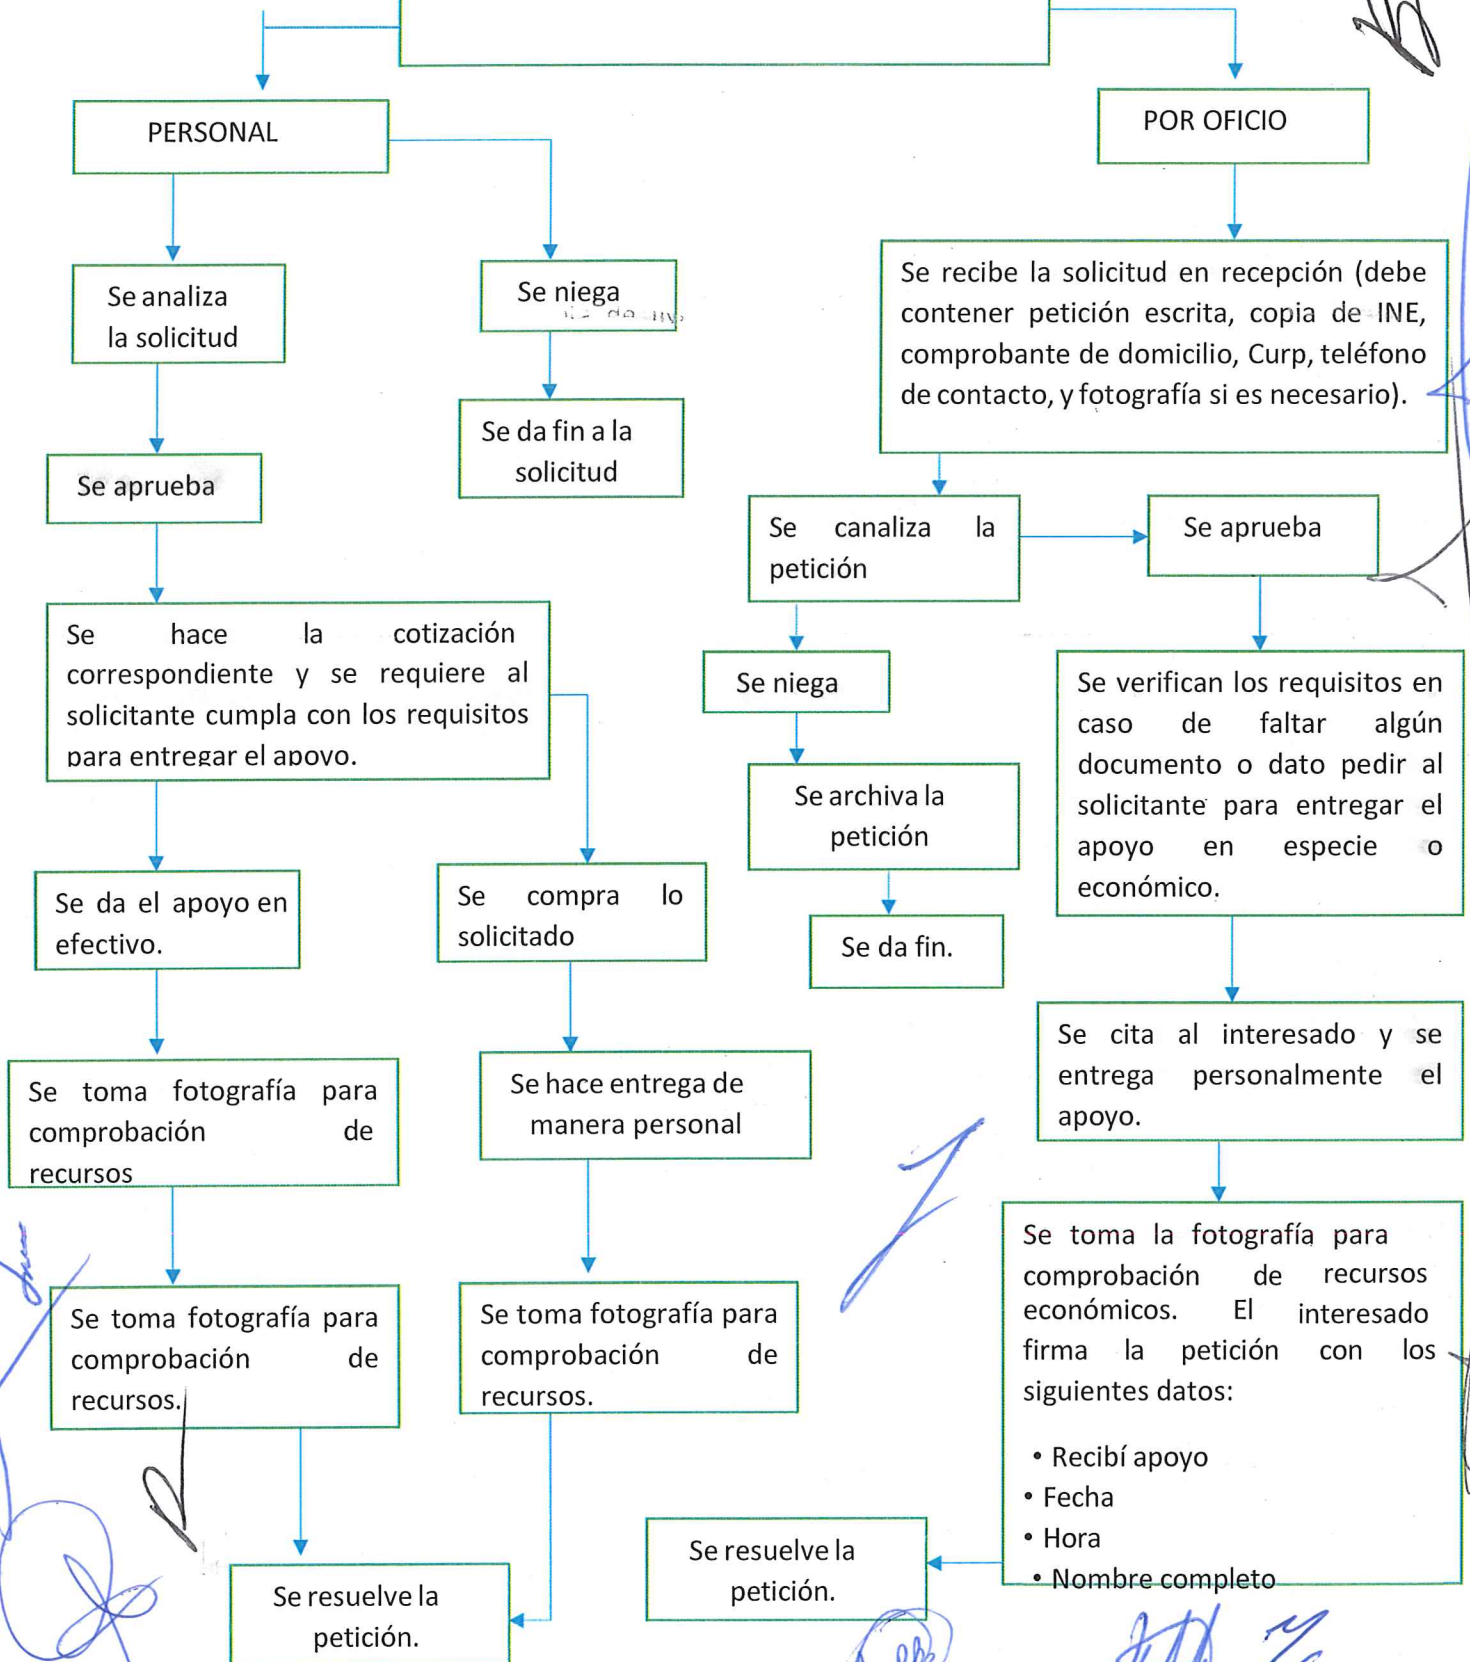 PERSONAL
POR OFICIO
Se analiza
la solicitud
Se niega
Se recibe la solicitud en recepción (debe
contener petición escrita, copia de INE,
comprobante de domicilio, Curp, teléfono
de contacto, y fotografía si es necesario).
Se da fin a la
solicitud
Se aprueba
Se canaliza la
petición
Se aprueba
Se hace la cotización
correspondiente y se requiere al
solicitante cumpla con los requisitos
para entregar el apoyo.
Se niega
Se verifican los requisitos en
caso de faltar algún
documento o dato pedir al
solicitante para entregar el
apoyo en especie o
económico.
Se archiva la
petición
Se da el apoyo en
efectivo.
Se compra lo
solicitado
Se da fin.
Se cita al interesado y se
entrega personalmente el
apoyo.
Se toma fotografía para
comprobación de
recursos
Se hace entrega de
manera personal
Se toma la fotografía para
comprobación de recursos
económicos. El interesado
firma la petición con los
siguientes datos:
• Recibí apoyo
• Fecha
• Hora
• Nombre completo
Se toma fotografía para
comprobación de
recursos.
Se toma fotografía para
comprobación de
recursos.
Se resuelve la
petición.
Se resuelve la
petición.